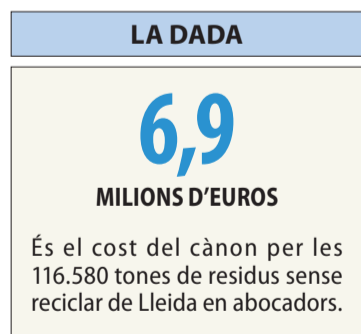 LA DADA
6,9
MILIONS D'EUROS
És el cost del cànon per les
116.580 tones de residus sense
reciclar de Lleida en abocadors.